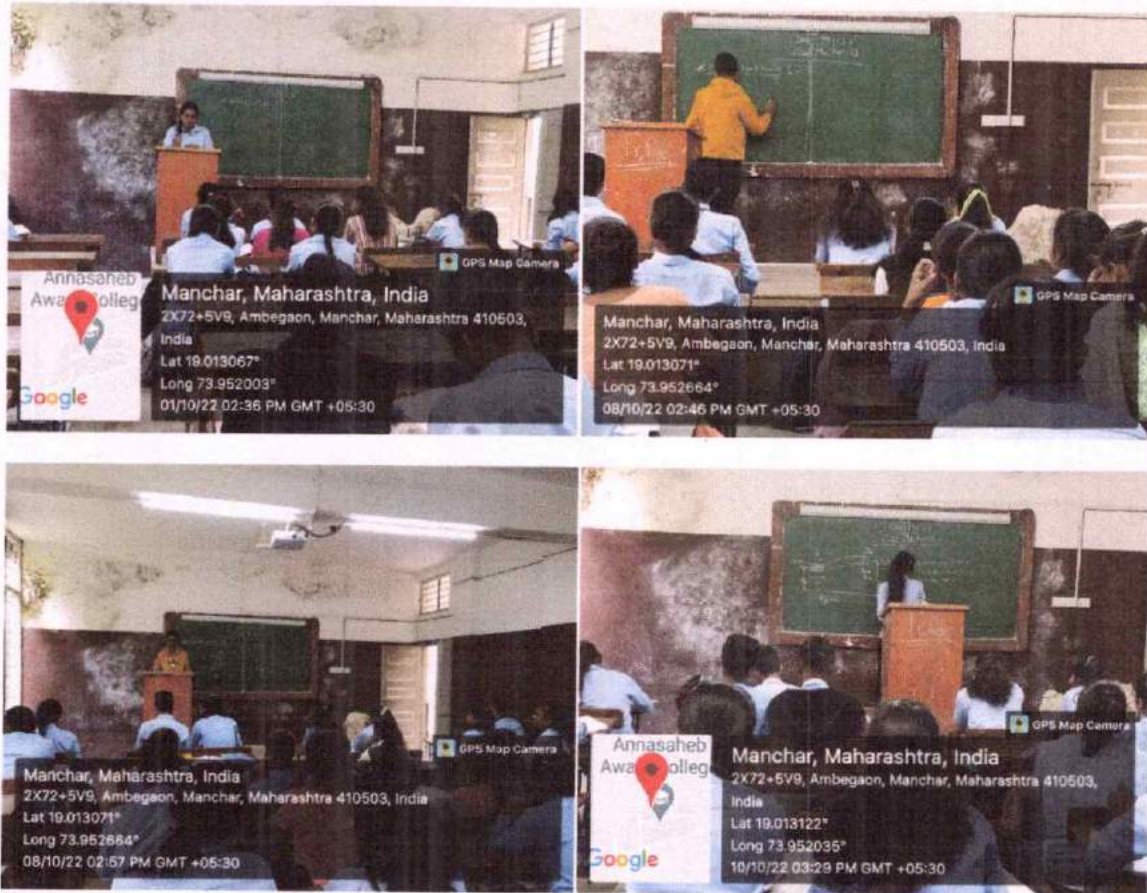 GPS Map Camera
Annasaheb
Awa olleg
Google
Manchar, Maharashtra, India
2X72+5V9, Ambegaon, Manchar, Maharashtra 410503,
India
Lat 19.013067°
Long 73.952003°
01/10/22 02:36 PM GMT +05:30
GPS Map Camera
Manchar, Maharashtra, India
2X72+5V9, Ambegaon, Manchar, Maharashtra 410503, India
Lat 19.013071°
Long 73.952664°
08/10/22 02:46 PM GMT +05:30
GPS Map Camera
Manchar, Maharashtra, India
2X72+5V9, Ambegaon, Manchar, Maharashtra 410503, India
Lat 19.013071°
Long 73.952664°
08/10/22 02:57 PM GMT +05:30
GPS Map Camera
Annasaheb
Awa olleg
Google
Manchar, Maharashtra, India
2X72+5V9, Ambegaon, Manchar, Maharashtra 410503,
India
Lat 19.013122°
Long 73.952035°
10/10/22 03:29 PM GMT +05:30